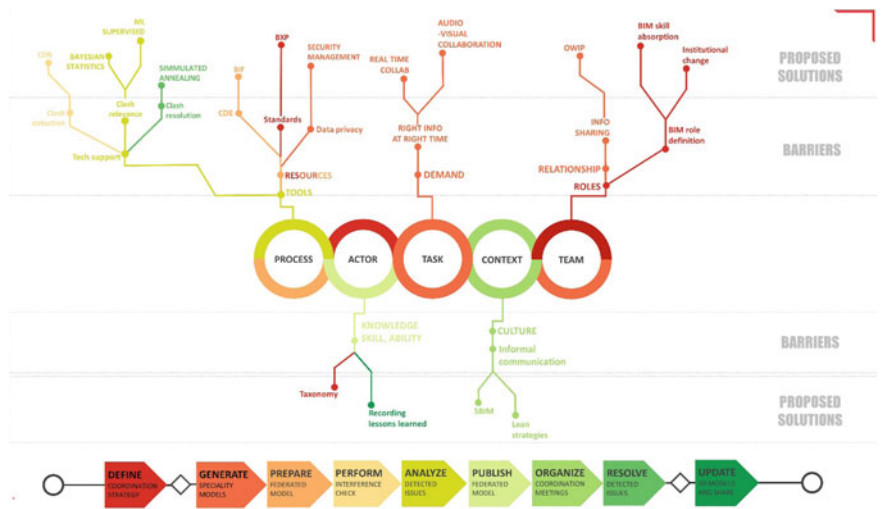 ML
SUPERVISED
BAYESIAN
STATISTICS
CDN
SIMMULATED
ANNEALING
Clash
detection
Clash
relevance
Clash
resolution
Tech support
BXP
SECURITY
MANAGEMENT
BIF
CDE
Standards
Data privacy
RESOURCES
TOOLS
AUDIO
-VISUAL
COLLABORATION
REAL TIME
COLLAB
RIGHT INFO
AT RIGHT TIME
DEMAND
BIM skill
absorption
Institutional
change
OWIP
INFO
SHARING
BIM role
definition
RELATIONSHIP
ROLES
PROPOSED
SOLUTIONS
BARRIERS
PROCESS
ACTOR
TASK
CONTEXT
TEAM
KNOWLEDGE
SKILL, ABILITY
Taxonomy
Recording
lessons learned
CULTURE
Informal
communication
SBIM
Lean
strategies
BARRIERS
PROPOSED
SOLUTIONS
DEFINE
COORDINATION
STRATEGY
GENERATE
SPECIALITY
MODELS
PREPARE
FEDERATED
MODEL
PERFORM
INTERFERENCE
CHECK
ANALYZE
DETECTED
ISSUES
PUBLISH
FEDERATED
MODEL
ORGANIZE
COORDINATION
MEETINGS
RESOLVE
DETECTED
ISSUES
UPDATE
3D MODELS
AND SHARE